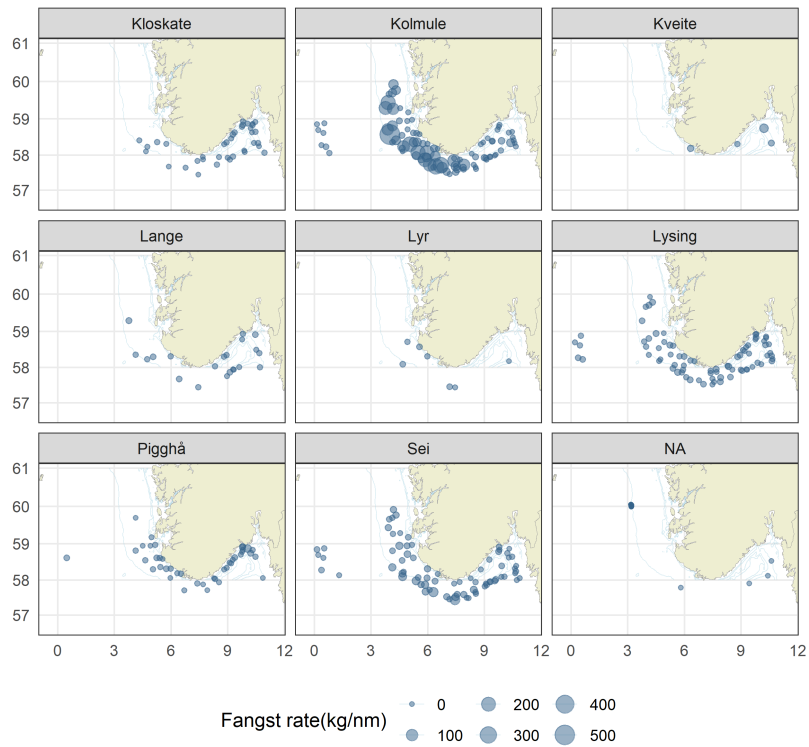 Kloskate Kolmule Kveite
61
60
59
58
57
Lange Lyr Lysing
61
60
59
58
57
Pigghå Sei NA
61
60
59
58
57
0 3 6 9 12 0 3 6 9 12 0 3 6 9 12
Fangst rate(kg/nm)
0 200 400
100 300 500